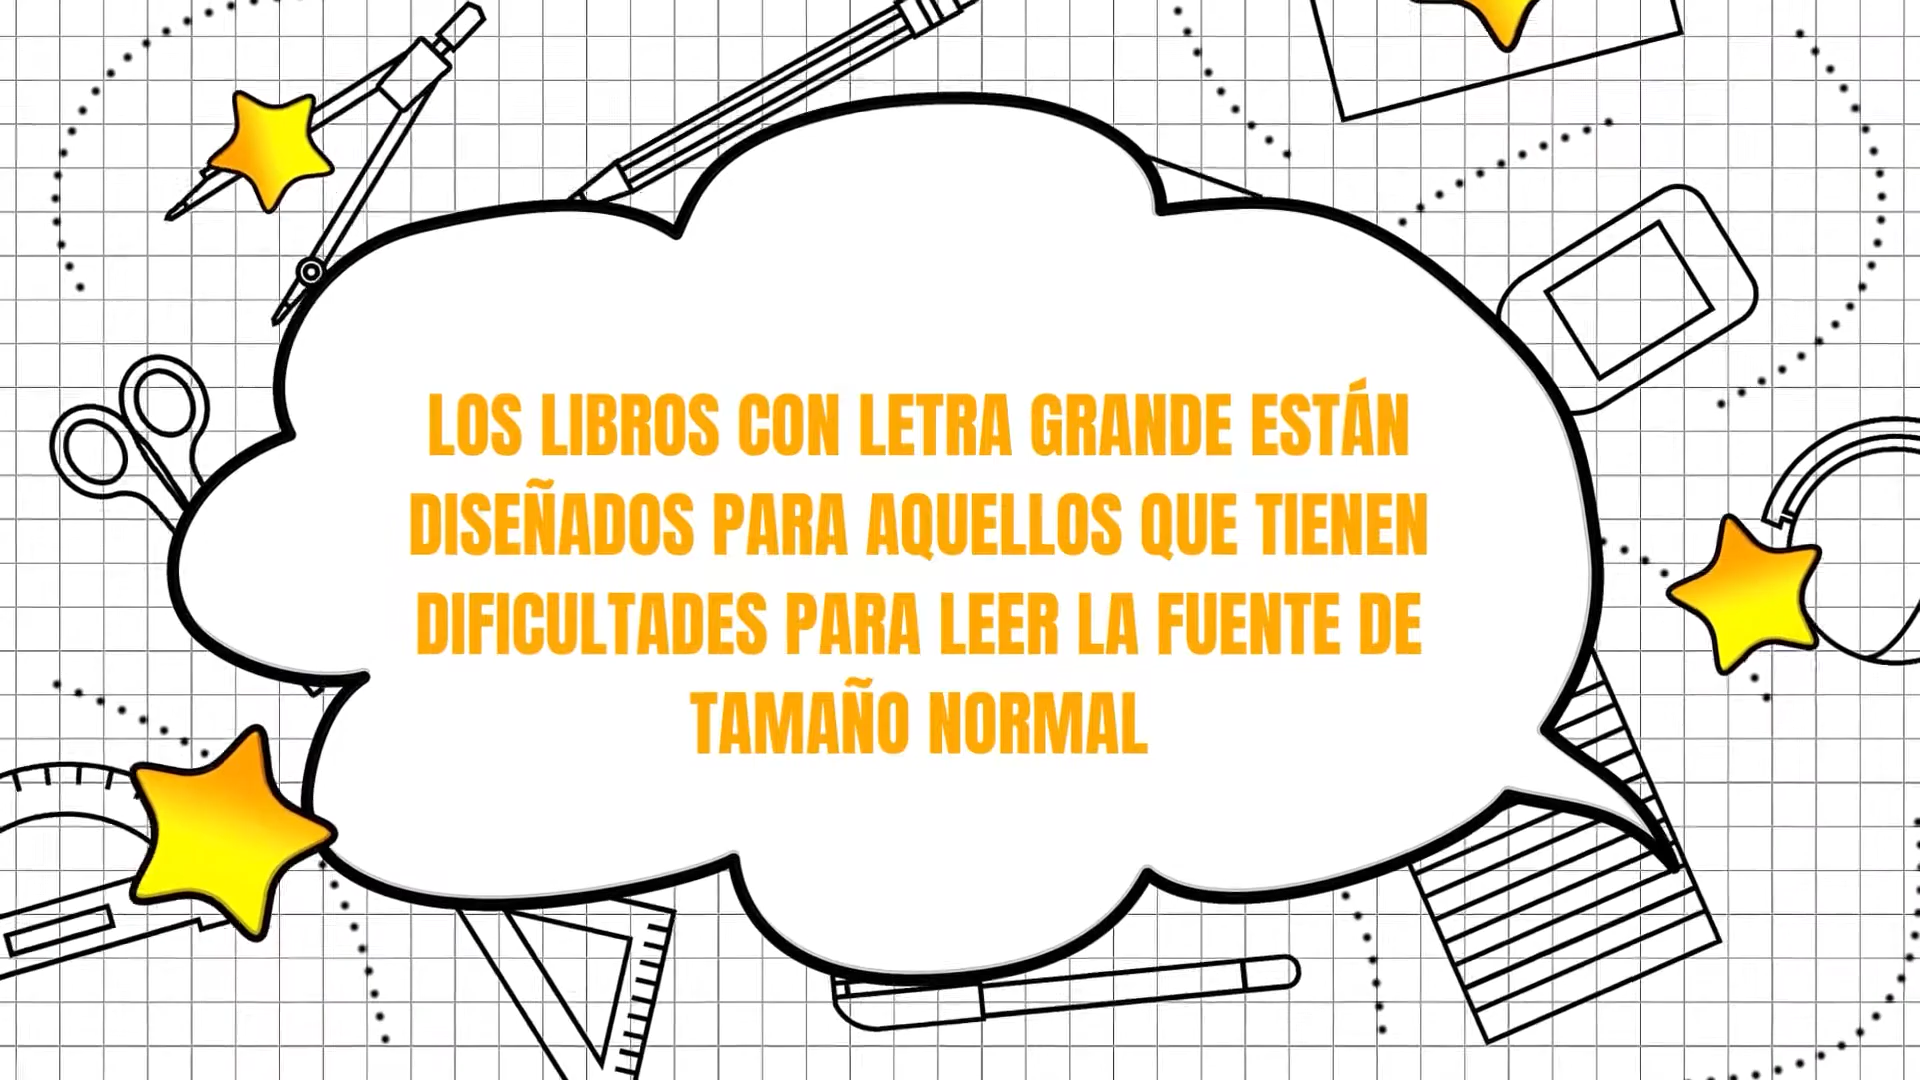 LOS LIBROS CON LETRA GRANDE ESTÁN
DISEÑADOS PARA AQUELLOS QUE TIENEN
DIFICULTADES PARA LEER LA FUENTE DE
TAMAÑO NORMAL